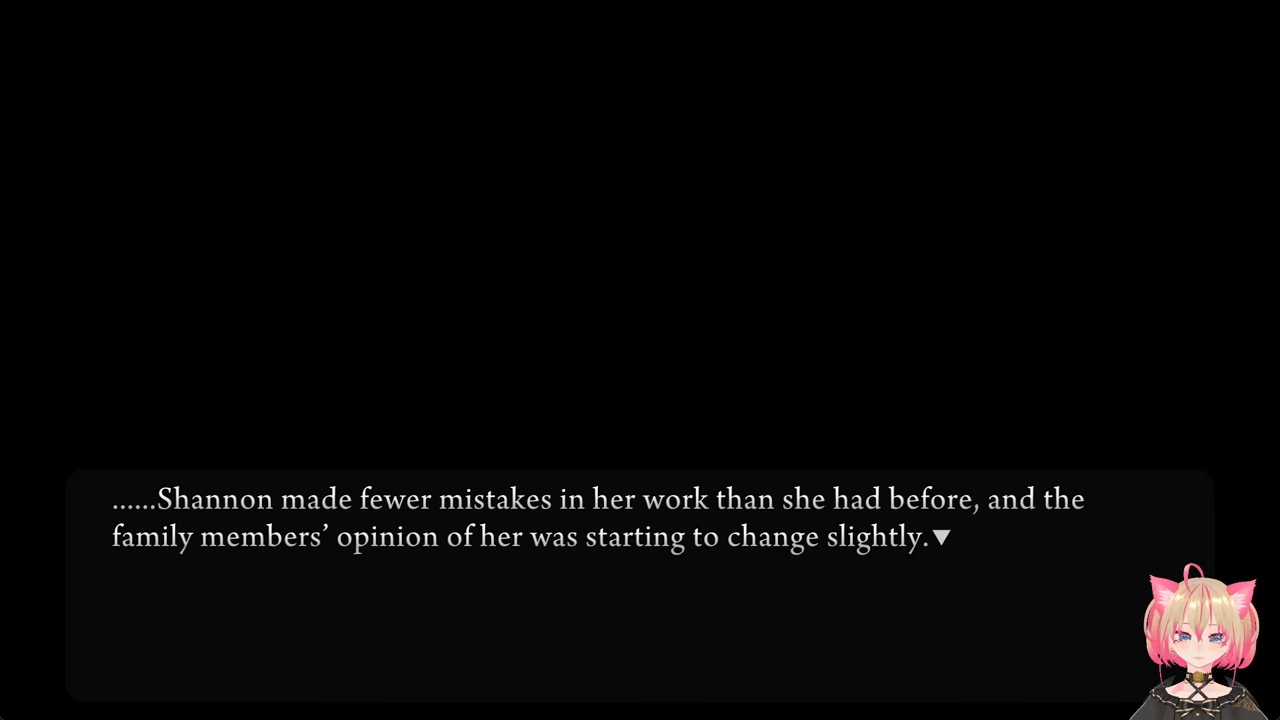 ......Shannon made fewer mistakes in her work than she had before, and the
family members’ opinion of her was starting to change slightly.▼